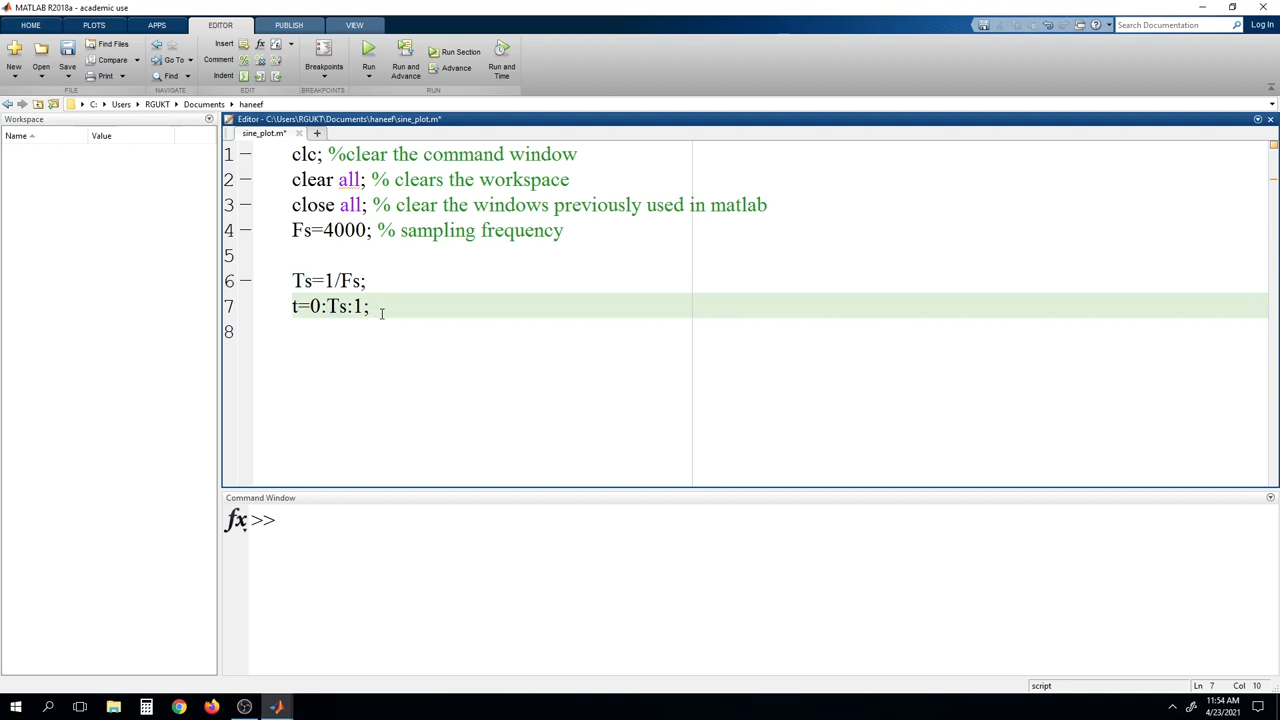 MATLAB R2018a - academic use
HOME PLOTS APPS EDITOR PUBLISH VIEW Search Documentation Log In
New Open Save Find Files Compare Print Go To Find Insert Comment Indent fx Breakpoints Run Run and Advance Run Section Advance Run and Time
FILE NAVIGATE EDIT BREAKPOINTS RUN
C: Users RGUKT Documents haneef
Workspace
Name Value
Editor - C:\Users\RGUKT\Documents\haneef\sine_plot.m*
sine_plot.m*
1 clc; %clear the command window
2 clear all; % clears the workspace
3 close all; % clear the windows previously used in matlab
4 Fs=4000; % sampling frequency
5
6 Ts=1/Fs;
7 t=0:Ts:1;
8
Command Window
fx >>
script Ln 7 Col 10
11:54 AM
4/23/2021